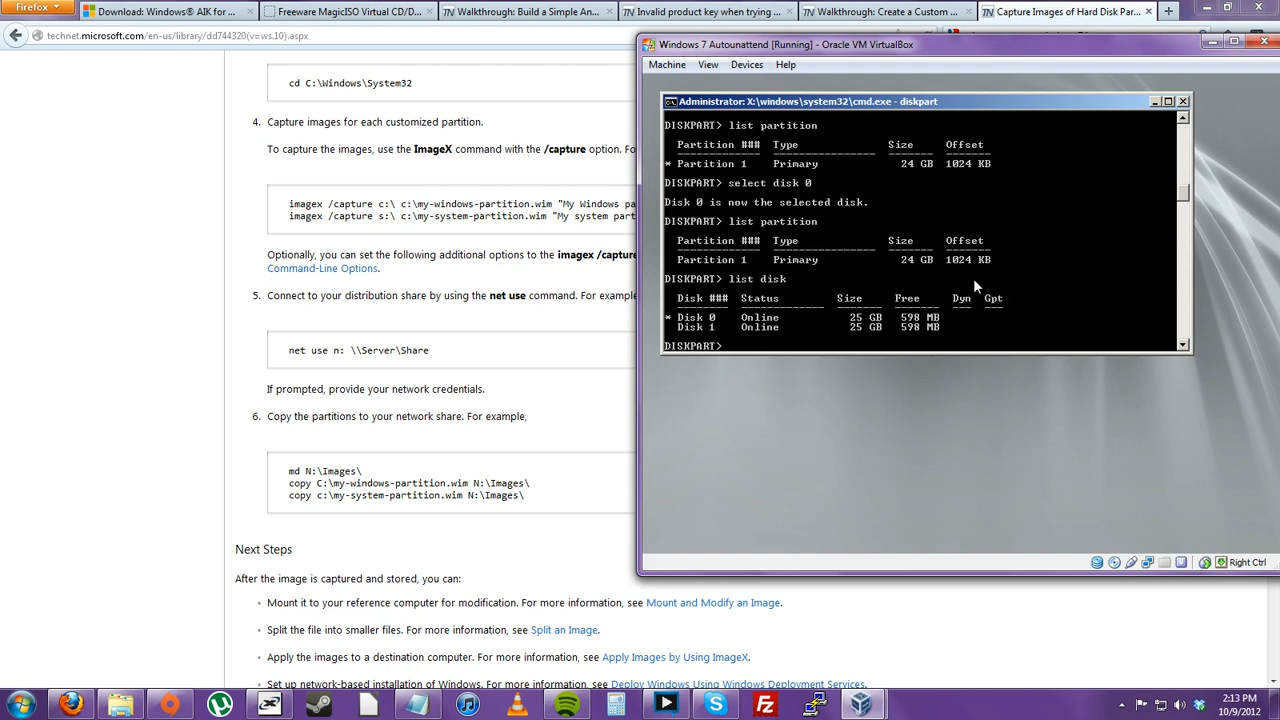 Firefox
Download: Windows® AIK for ...
Freeware MagicISO Virtual CD/D...
Walkthrough: Build a Simple An...
Invalid product key when trying ...
Walkthrough: Create a Custom ...
Capture Images of Hard Disk Par...
technet.microsoft.com/en-us/library/dd744320(v=ws.10).aspx
cd C:\Windows\System32
4. Capture images for each customized partition.
To capture the images, use the ImageX command with the /capture option. Fo
imagex /capture c:\ c:\my-windows-partition.wim "My Windows pa
imagex /capture s:\ c:\my-system-partition.wim "My system part
Optionally, you can set the following additional options to the imagex /capture
Command-Line Options.
5. Connect to your distribution share by using the net use command. For example
net use n: \\Server\Share
If prompted, provide your network credentials.
6. Copy the partitions to your network share. For example,
md N:\Images\
copy C:\my-windows-partition.wim N:\Images\
copy c:\my-system-partition.wim N:\Images\
Next Steps
After the image is captured and stored, you can:
Mount it to your reference computer for modification. For more information, see Mount and Modify an Image.
Split the file into smaller files. For more information, see Split an Image.
Apply the images to a destination computer. For more information, see Apply Images by Using ImageX.
Set up network-based installation of Windows. For more information, see Deploy Windows Using Windows Deployment Services.
Windows 7 Autounattend [Running] - Oracle VM VirtualBox
Machine View Devices Help
Administrator: X:\windows\system32\cmd.exe - diskpart
DISKPART> list partition
Partition ### Type Size Offset
* Partition 1 Primary 24 GB 1024 KB
DISKPART> select disk 0
Disk 0 is now the selected disk.
DISKPART> list partition
Partition ### Type Size Offset
Partition 1 Primary 24 GB 1024 KB
DISKPART> list disk
Disk ### Status Size Free Dyn Gpt
* Disk 0 Online 25 GB 598 MB
Disk 1 Online 25 GB 598 MB
DISKPART>
Right Ctrl
2:13 PM
10/9/2012